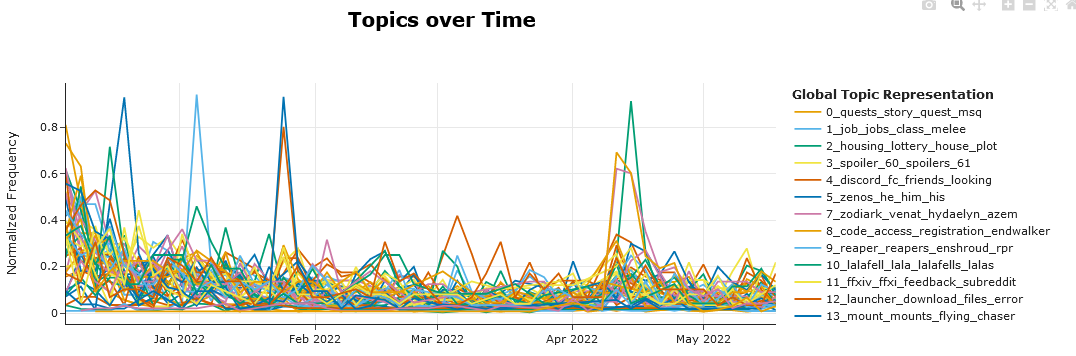 Topics over Time
Normalized Frequency
0.8
0.6
0.4
0.2
0
Jan 2022
Feb 2022
Mar 2022
Apr 2022
May 2022
Global Topic Representation
0_quests_story_quest_msq
1_job_jobs_class_melee
2_housing_lottery_house_plot
3_spoiler_60_spoilers_61
4_discord_fc_friends_looking
5_zenos_he_him_his
7_zodiark_venat_hydaelyn_azem
8_code_access_registration_endwalker
9_reaper_reapers_enshroud_rpr
10_lalafell_lala_lalafells_lalas
11_ffxiv_ffxi_feedback_subreddit
12_launcher_download_files_error
13_mount_mounts_flying_chaser